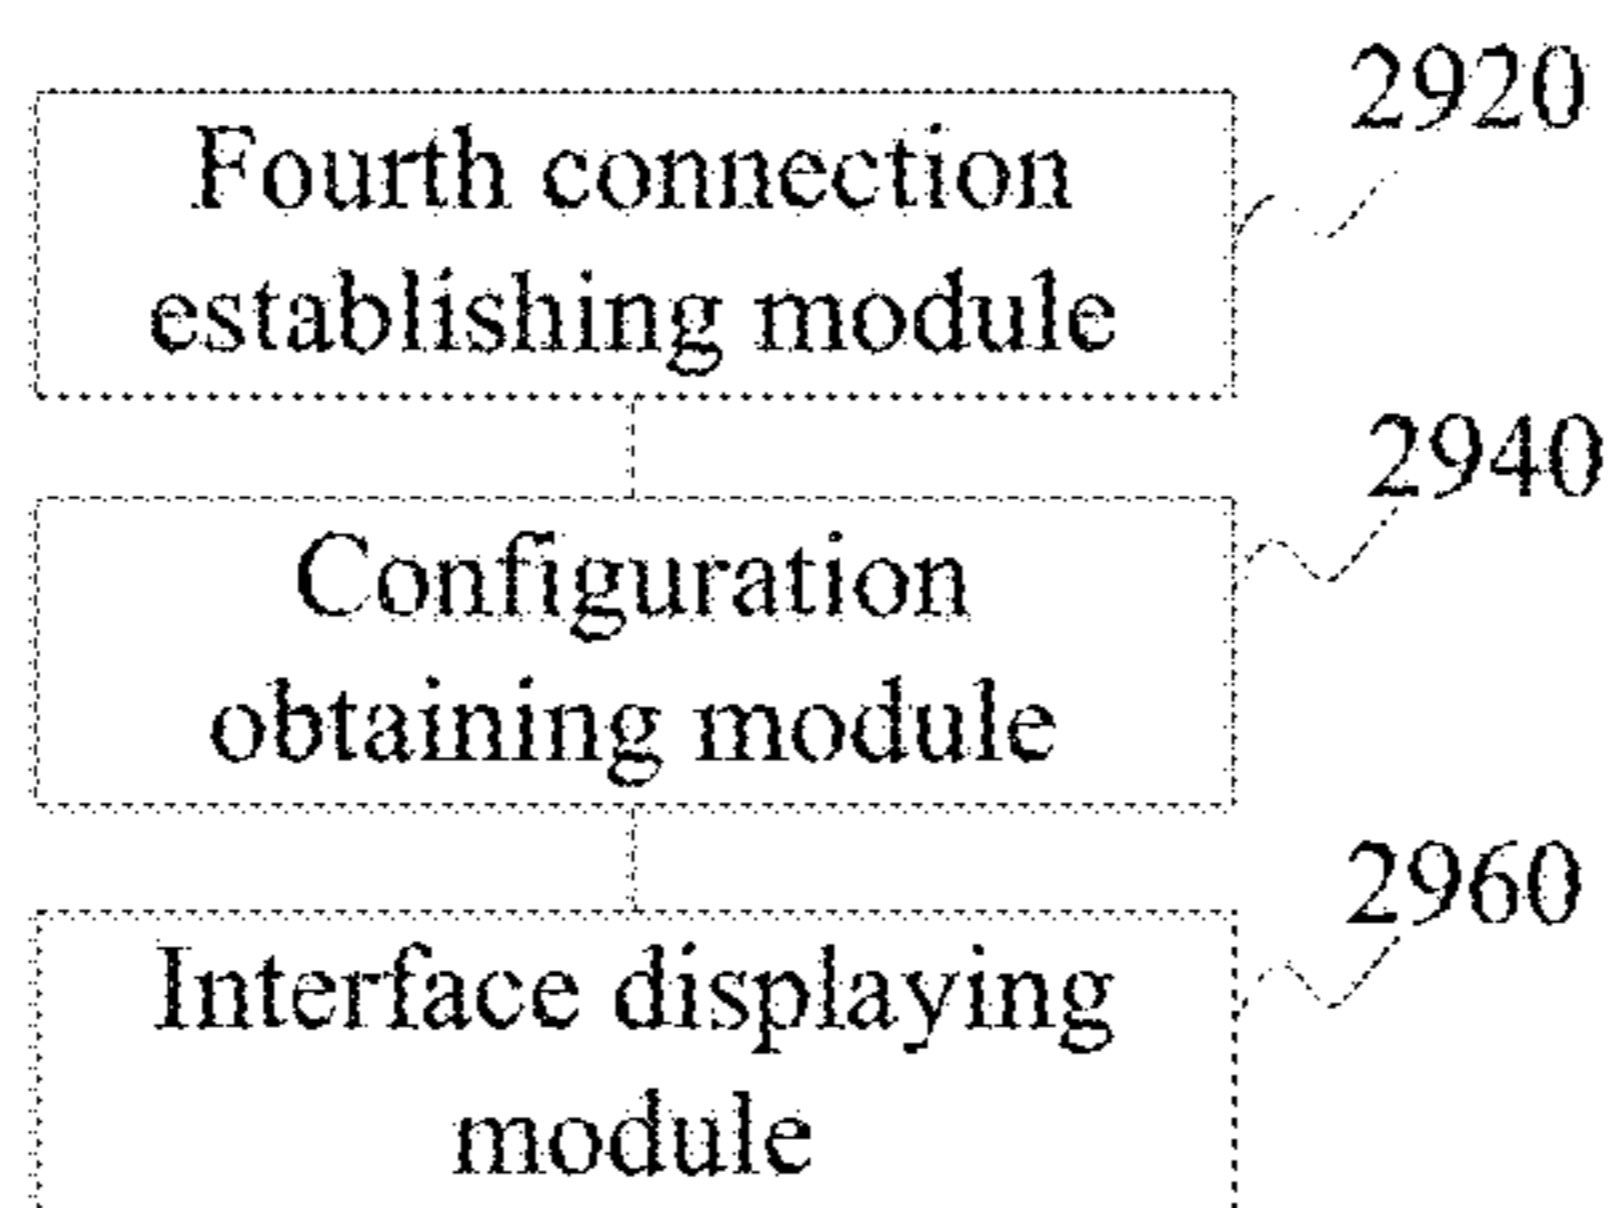 2920
Fourth connection
establishing module
2940
Configuration
obtaining module
2960
Interface displaying
module